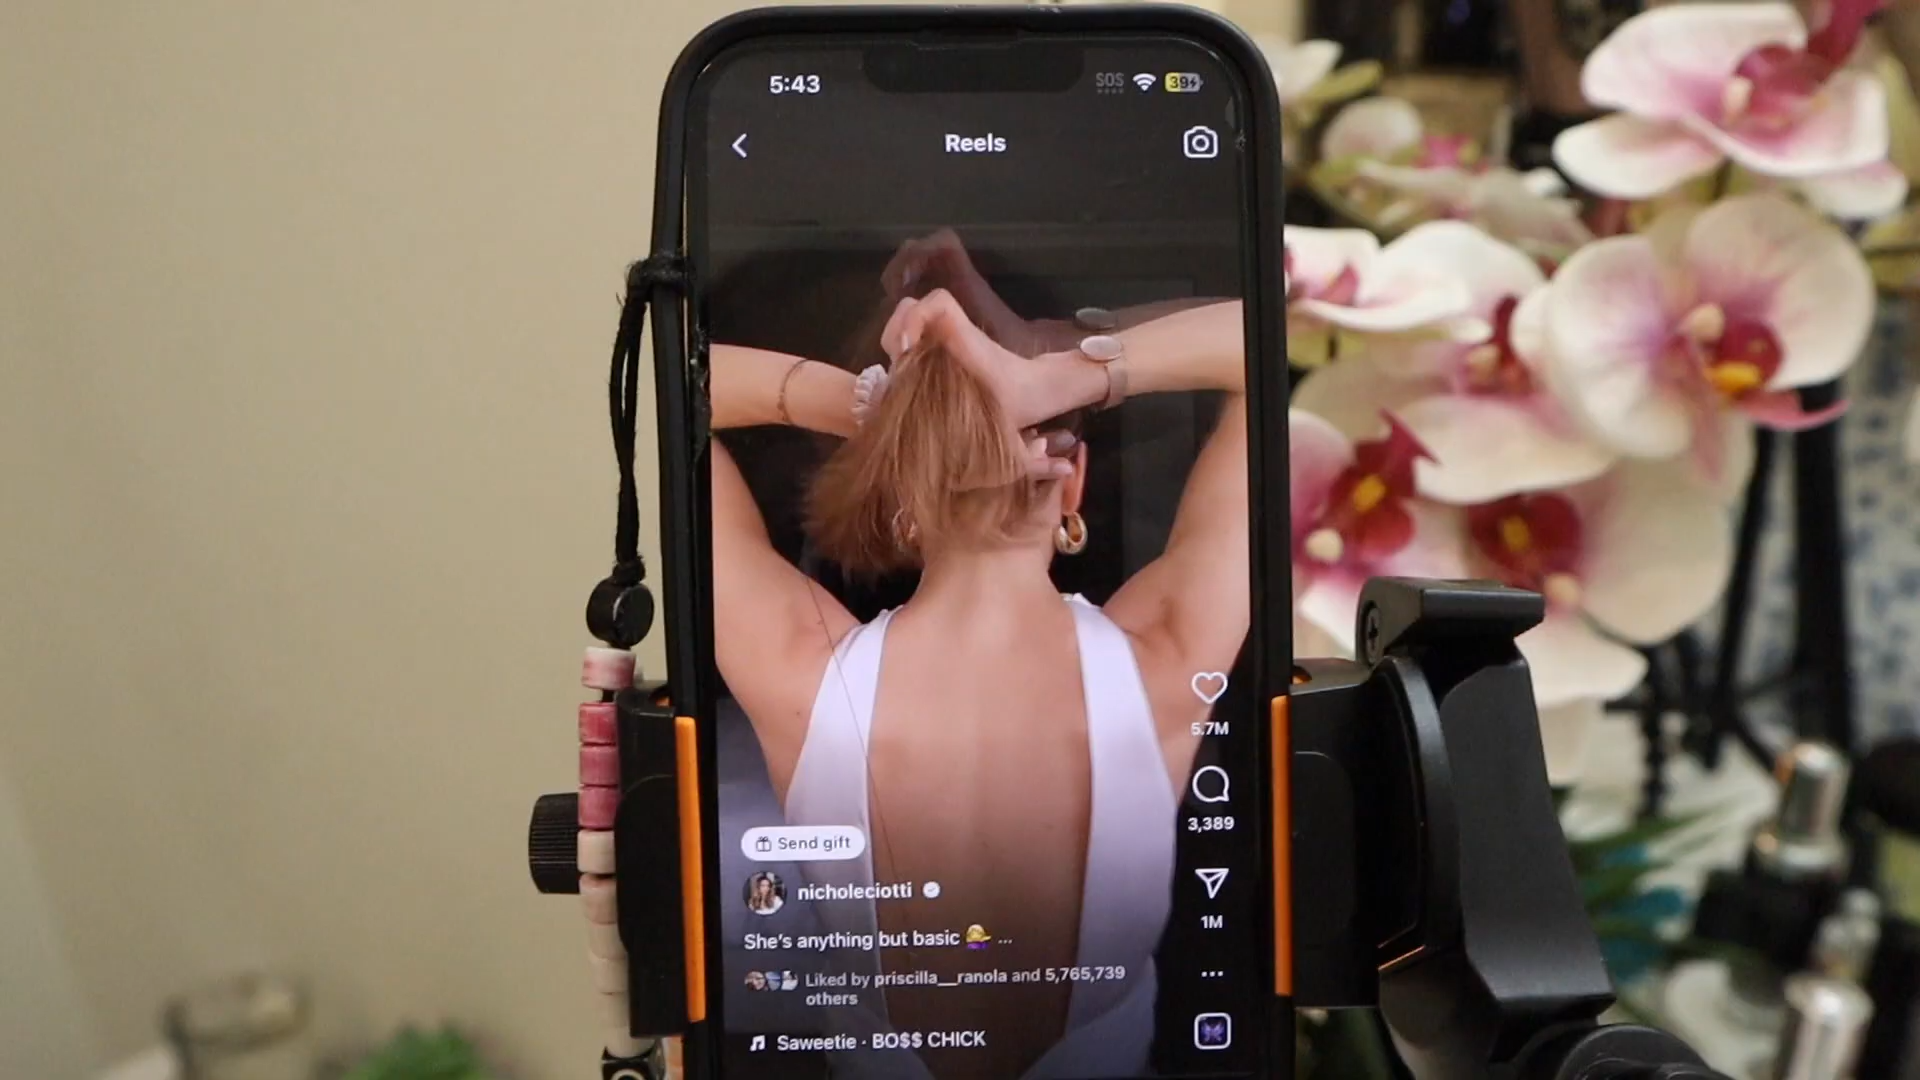 5:43
SOS
39
Reels
5.7M
3,389
Send gift
nicholeciotti
1M
She's anything but basic 💁‍♀️ ...
Liked by priscilla__ranola and 5,765,739
others
Saweetie · BO$$ CHICK